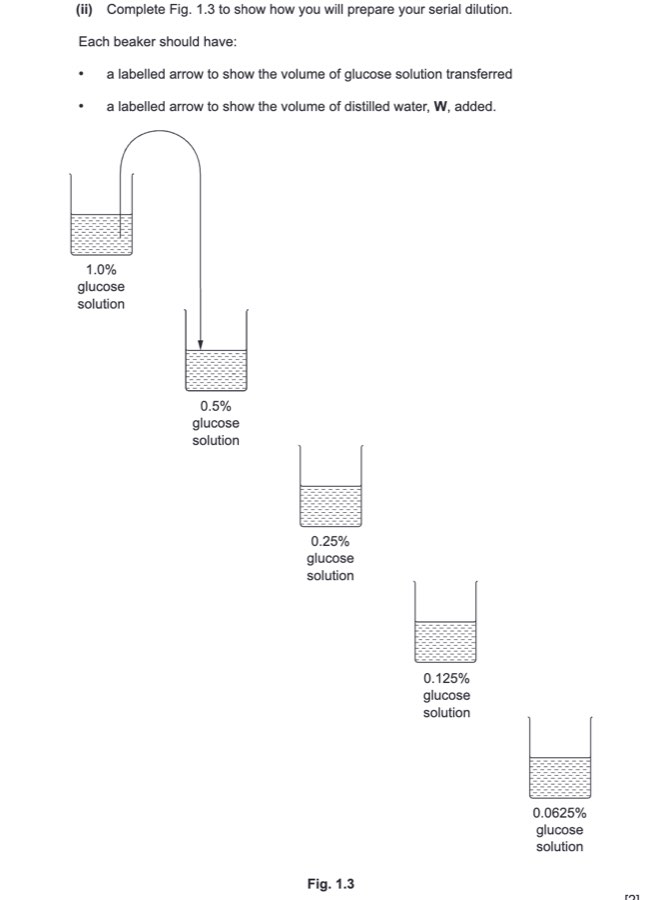 (ii) Complete Fig. 1.3 to show how you will prepare your serial dilution.
Each beaker should have:
• a labelled arrow to show the volume of glucose solution transferred
• a labelled arrow to show the volume of distilled water, W, added.
1.0%
glucose
solution
0.5%
glucose
solution
0.25%
glucose
solution
0.125%
glucose
solution
0.0625%
glucose
solution
Fig. 1.3